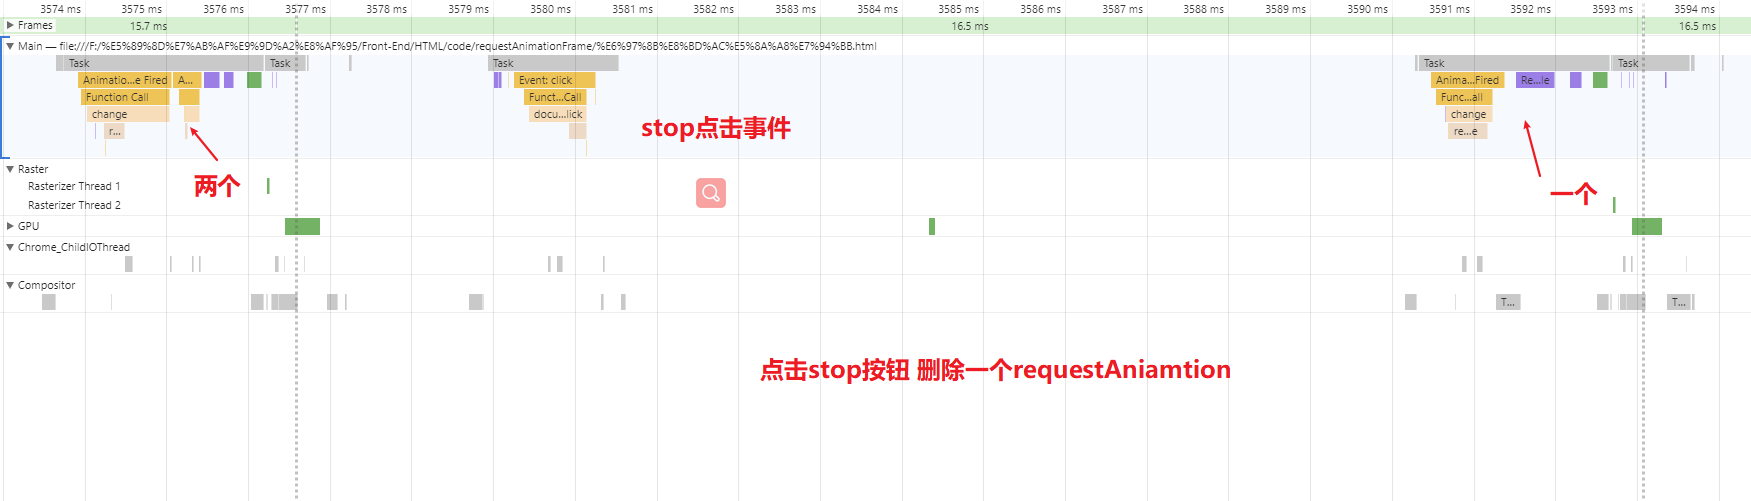 3574 ms 3575 ms 3576 ms 3577 ms 3578 ms 3579 ms 3580 ms 3581 ms 3582 ms 3583 ms 3584 ms 3585 ms 3586 ms 3587 ms 3588 ms 3589 ms 3590 ms 3591 ms 3592 ms 3593 ms 3594 ms
Frames 15.7 ms 16.5 ms 16.5 ms
Main — file:///F:/%E5%89%8D%E7%AB%AF%E9%9D%A2%E8%AF%95/Front-End/HTML/code/requestAnimationFrame/%E6%97%8B%E8%BD%AC%E5%8A%A8%E7%94%BB.html
Task Task Task Task Task
Animatio...e Fired A... Event: click Anima...Fired Re...le
Function Call Funct...Call Func...all
change docu...lick change
r... re...e
stop点击事件
两个
一个
Raster
Rasterizer Thread 1
Rasterizer Thread 2
GPU
Chrome_ChildIOThread
Compositor
T... T...
点击stop按钮 删除一个requestAniamtion